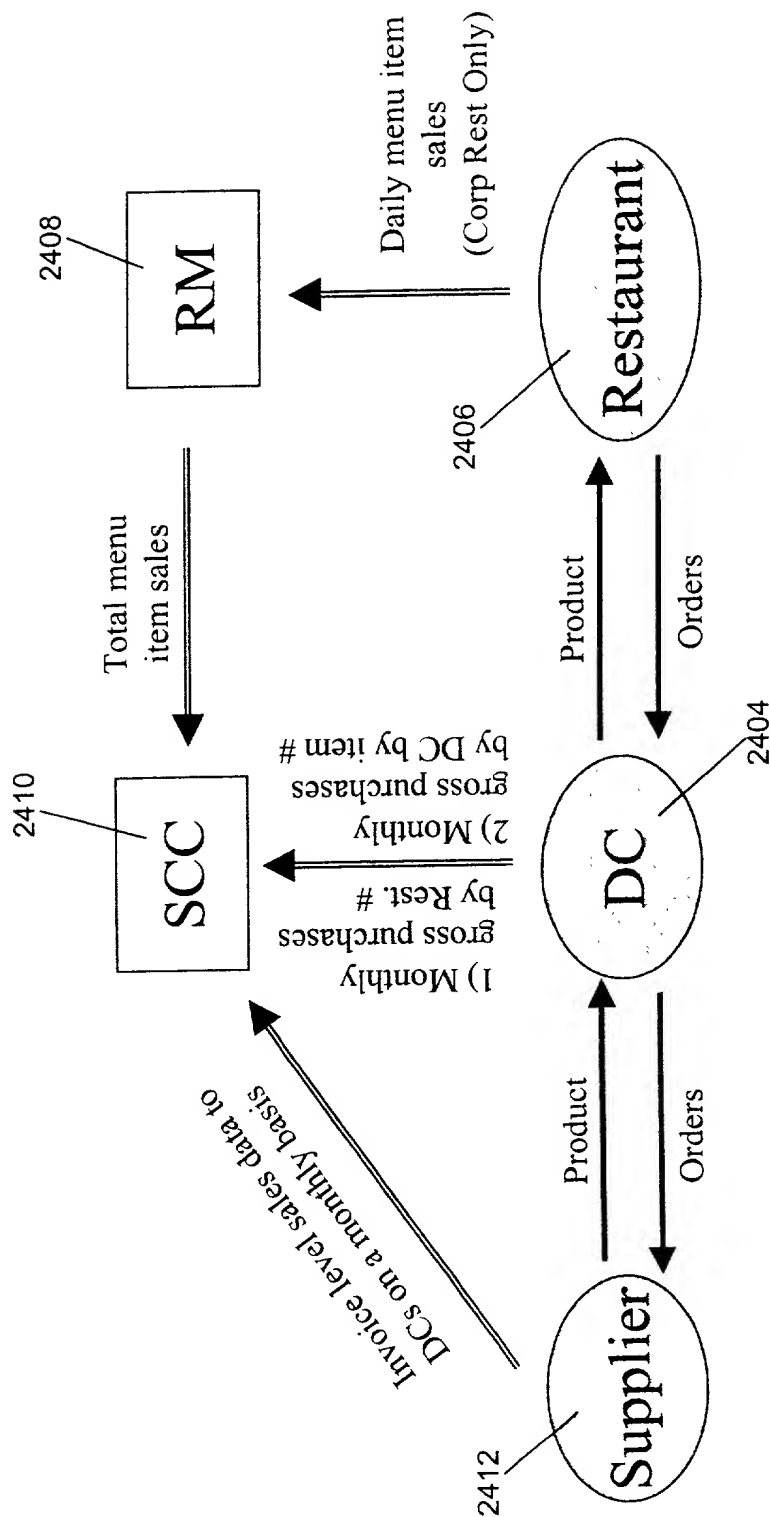 2408
RM
Daily menu item
sales
(Corp Rest Only)
Restaurant
2406
Total menu
item sales
2410
SCC
1) Monthly
gross purchases
by Rest. #
2) Monthly
gross purchases
by DC by item #
Product
Orders
DC
2404
Invoice level sales data to
DCs on a monthly basis
Product
Orders
Supplier
2412